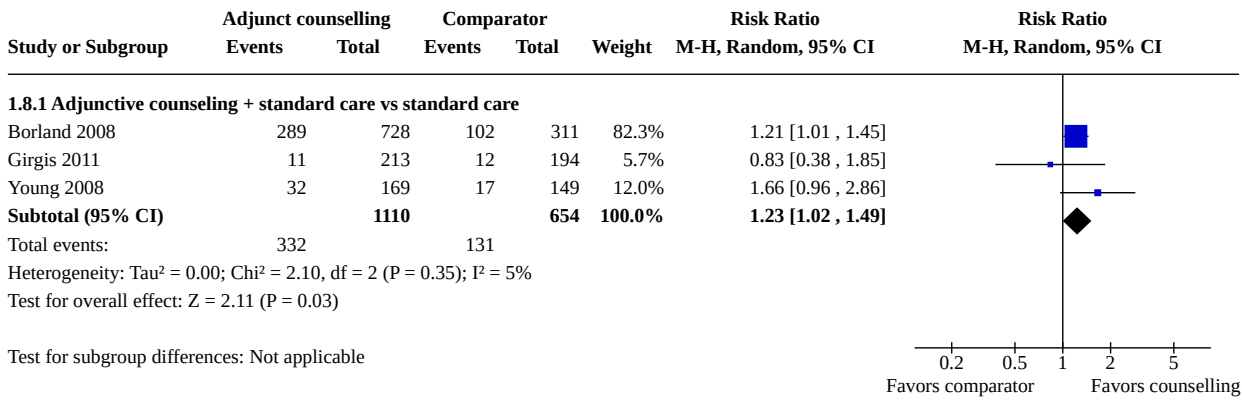 Adjunct counselling Comparator Risk Ratio Risk Ratio
Study or Subgroup Events Total Events Total Weight M-H, Random, 95% CI M-H, Random, 95% CI
1.8.1 Adjunctive counseling + standard care vs standard care
Borland 2008 289 728 102 311 82.3% 1.21 [1.01 , 1.45]
Girgis 2011 11 213 12 194 5.7% 0.83 [0.38 , 1.85]
Young 2008 32 169 17 149 12.0% 1.66 [0.96 , 2.86]
Subtotal (95% CI) 1110 654 100.0% 1.23 [1.02 , 1.49]
Total events: 332 131
Heterogeneity: Tau² = 0.00; Chi² = 2.10, df = 2 (P = 0.35); I² = 5%
Test for overall effect: Z = 2.11 (P = 0.03)
Test for subgroup differences: Not applicable
0.2 0.5 1 2 5
Favors comparator Favors counselling